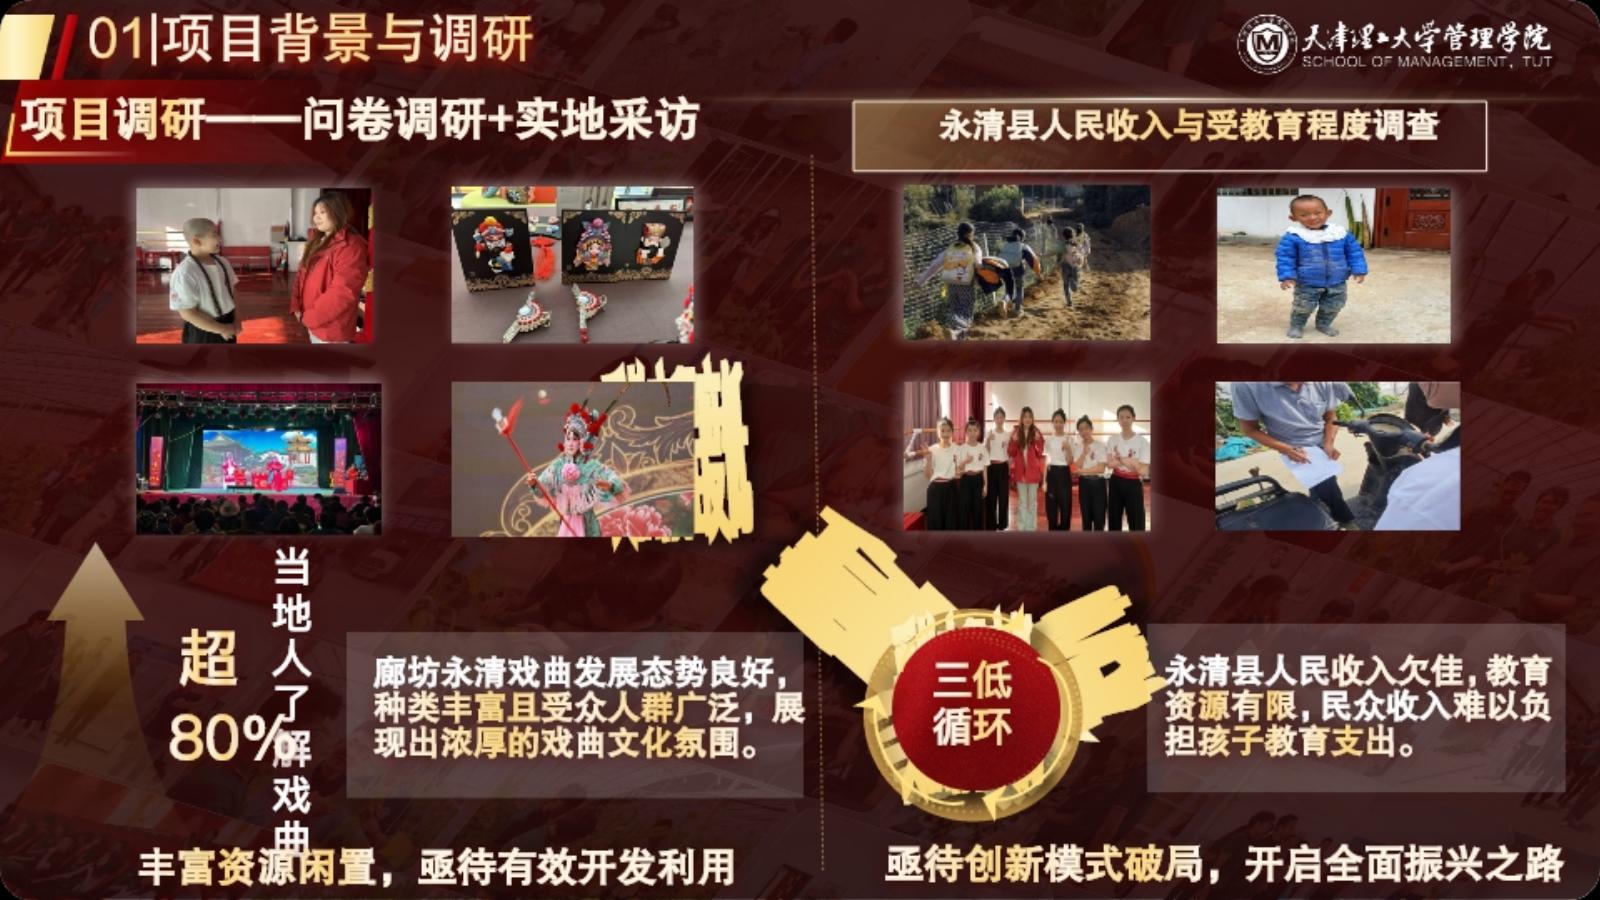 01|项目背景与调研
天津理工大学管理学院
SCHOOL OF MANAGEMENT, TUT
项目调研——问卷调研+实地采访
永清县人民收入与受教育程度调查
超
80%
当地人了解戏曲
廊坊永清戏曲发展态势良好，
种类丰富且受众人群广泛，展
现出浓厚的戏曲文化氛围。
三低
循环
永清县人民收入欠佳，教育
资源有限，民众收入难以负
担孩子教育支出。
丰富资源闲置，亟待有效开发利用
亟待创新模式破局，开启全面振兴之路